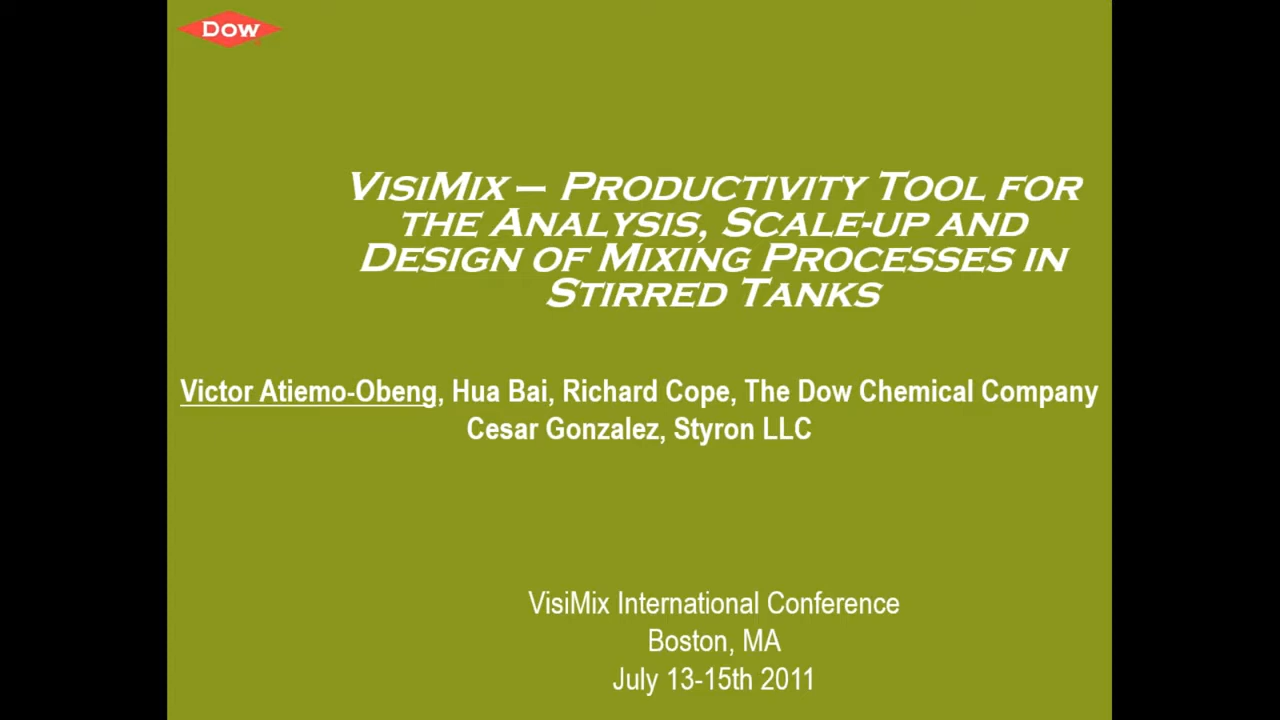 Dow
VisiMix – Productivity Tool for
the Analysis, Scale-up and
Design of Mixing Processes in
Stirred Tanks
Victor Atiemo-Obeng, Hua Bai, Richard Cope, The Dow Chemical Company
Cesar Gonzalez, Styron LLC
VisiMix International Conference
Boston, MA
July 13-15th 2011